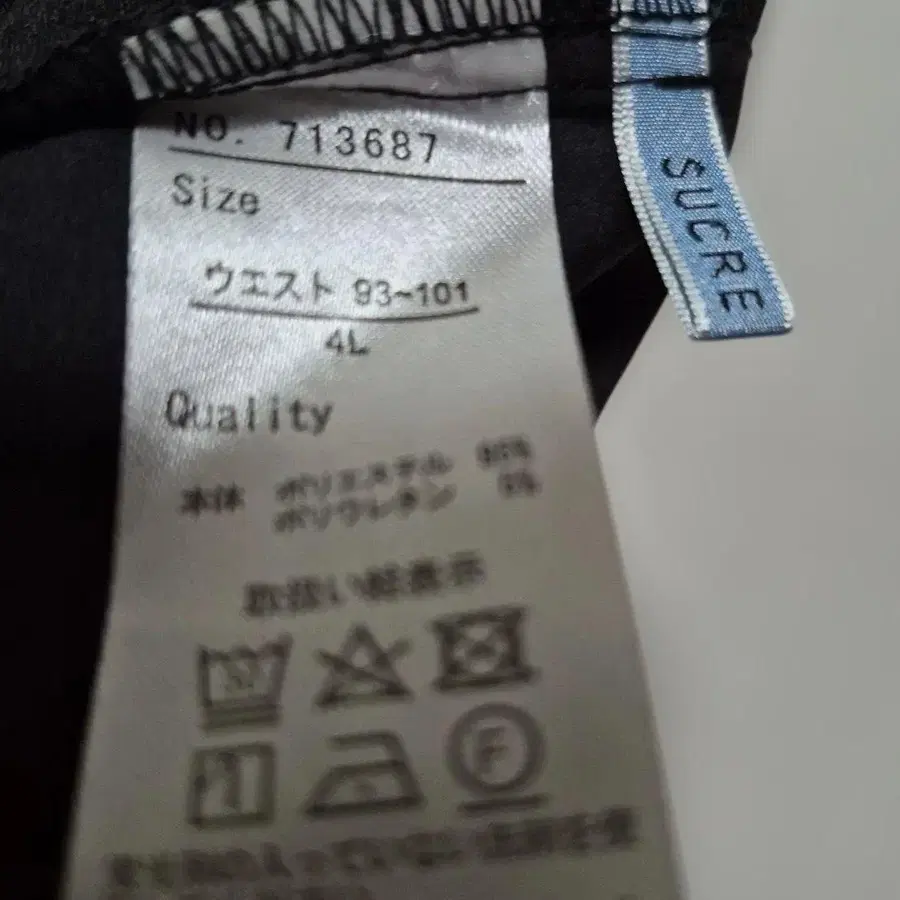 NO. 713687
Size
ウエスト 93~101
4L
Quality
本体 ポリエステル 95%
ポリウレタン 5%
取扱い絵表示
F
SUCRE